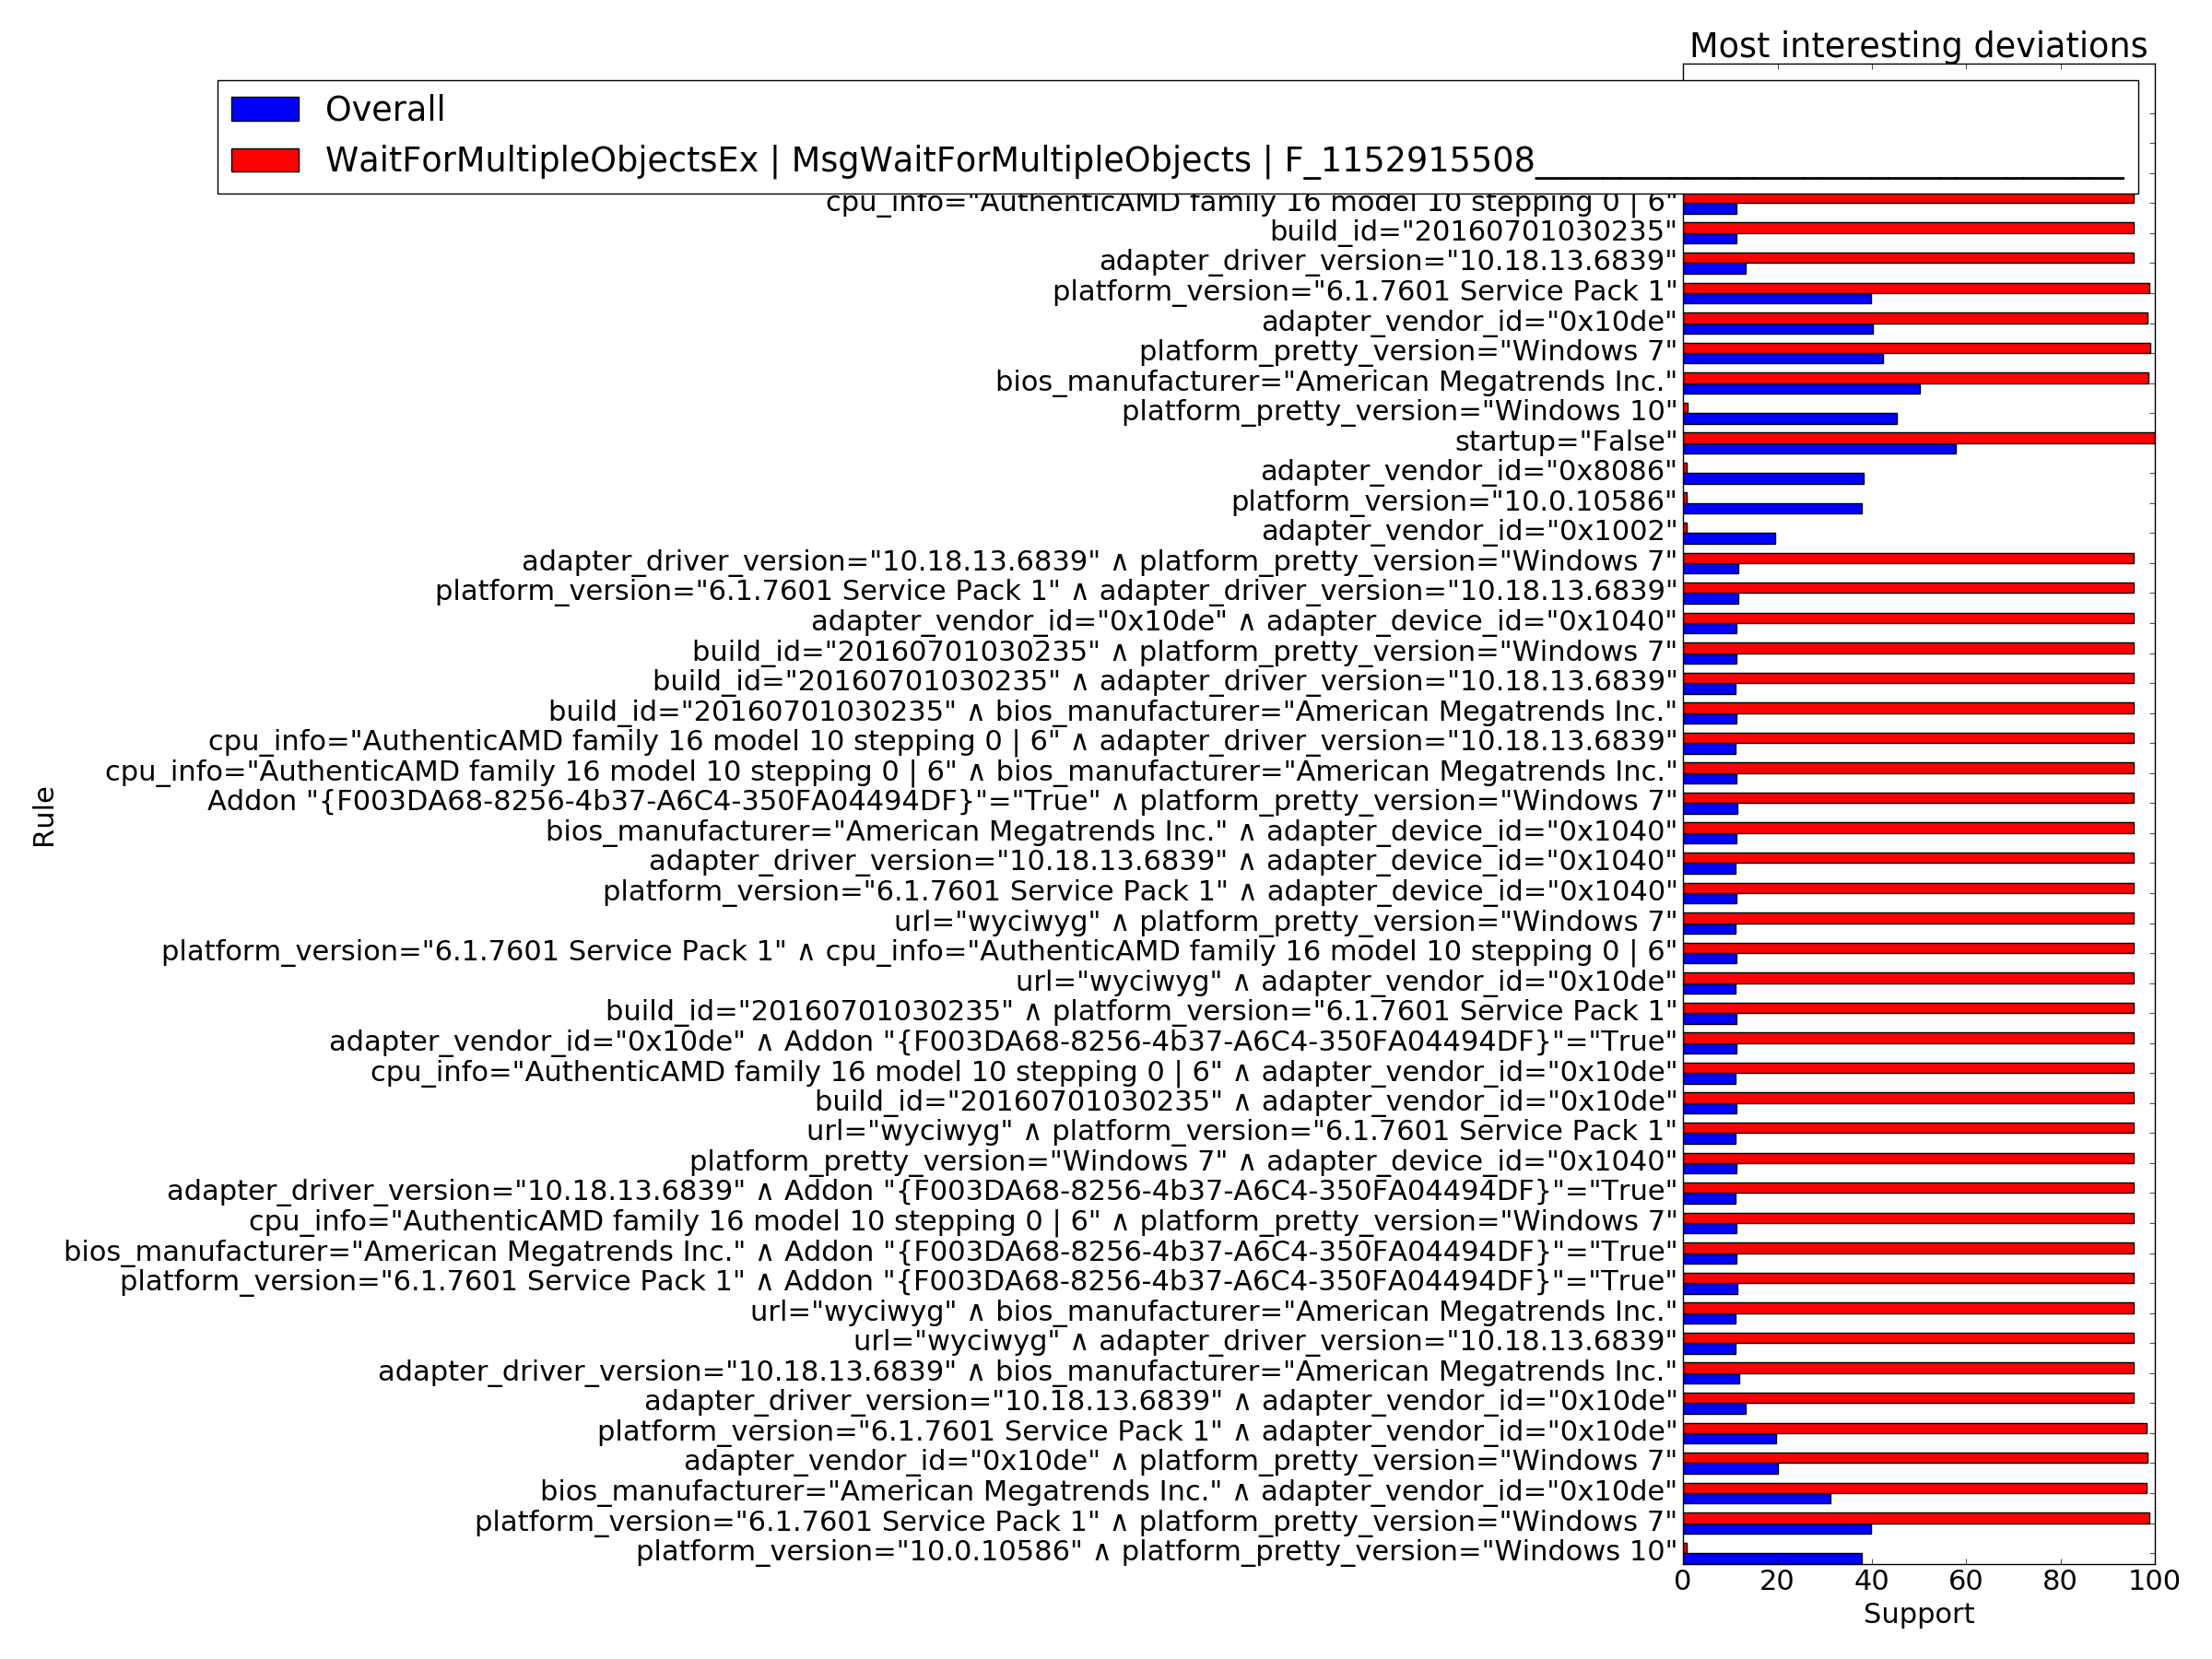 Most interesting deviations
Overall
WaitForMultipleObjectsEx | MsgWaitForMultipleObjects | F_1152915508___________________________________
cpu_info="AuthenticAMD family 16 model 10 stepping 0 | 6"
build_id="20160701030235"
adapter_driver_version="10.18.13.6839"
platform_version="6.1.7601 Service Pack 1"
adapter_vendor_id="0x10de"
platform_pretty_version="Windows 7"
bios_manufacturer="American Megatrends Inc."
platform_pretty_version="Windows 10"
startup="False"
adapter_vendor_id="0x8086"
platform_version="10.0.10586"
adapter_vendor_id="0x1002"
adapter_driver_version="10.18.13.6839" ∧ platform_pretty_version="Windows 7"
platform_version="6.1.7601 Service Pack 1" ∧ adapter_driver_version="10.18.13.6839"
adapter_vendor_id="0x10de" ∧ adapter_device_id="0x1040"
build_id="20160701030235" ∧ platform_pretty_version="Windows 7"
build_id="20160701030235" ∧ adapter_driver_version="10.18.13.6839"
build_id="20160701030235" ∧ bios_manufacturer="American Megatrends Inc."
cpu_info="AuthenticAMD family 16 model 10 stepping 0 | 6" ∧ adapter_driver_version="10.18.13.6839"
cpu_info="AuthenticAMD family 16 model 10 stepping 0 | 6" ∧ bios_manufacturer="American Megatrends Inc."
Addon "{F003DA68-8256-4b37-A6C4-350FA04494DF}"="True" ∧ platform_pretty_version="Windows 7"
bios_manufacturer="American Megatrends Inc." ∧ adapter_device_id="0x1040"
adapter_driver_version="10.18.13.6839" ∧ adapter_device_id="0x1040"
platform_version="6.1.7601 Service Pack 1" ∧ adapter_device_id="0x1040"
url="wyciwyg" ∧ platform_pretty_version="Windows 7"
platform_version="6.1.7601 Service Pack 1" ∧ cpu_info="AuthenticAMD family 16 model 10 stepping 0 | 6"
url="wyciwyg" ∧ adapter_vendor_id="0x10de"
build_id="20160701030235" ∧ platform_version="6.1.7601 Service Pack 1"
adapter_vendor_id="0x10de" ∧ Addon "{F003DA68-8256-4b37-A6C4-350FA04494DF}"="True"
cpu_info="AuthenticAMD family 16 model 10 stepping 0 | 6" ∧ adapter_vendor_id="0x10de"
build_id="20160701030235" ∧ adapter_vendor_id="0x10de"
url="wyciwyg" ∧ platform_version="6.1.7601 Service Pack 1"
platform_pretty_version="Windows 7" ∧ adapter_device_id="0x1040"
adapter_driver_version="10.18.13.6839" ∧ Addon "{F003DA68-8256-4b37-A6C4-350FA04494DF}"="True"
cpu_info="AuthenticAMD family 16 model 10 stepping 0 | 6" ∧ platform_pretty_version="Windows 7"
bios_manufacturer="American Megatrends Inc." ∧ Addon "{F003DA68-8256-4b37-A6C4-350FA04494DF}"="True"
platform_version="6.1.7601 Service Pack 1" ∧ Addon "{F003DA68-8256-4b37-A6C4-350FA04494DF}"="True"
url="wyciwyg" ∧ bios_manufacturer="American Megatrends Inc."
url="wyciwyg" ∧ adapter_driver_version="10.18.13.6839"
adapter_driver_version="10.18.13.6839" ∧ bios_manufacturer="American Megatrends Inc."
adapter_driver_version="10.18.13.6839" ∧ adapter_vendor_id="0x10de"
platform_version="6.1.7601 Service Pack 1" ∧ adapter_vendor_id="0x10de"
adapter_vendor_id="0x10de" ∧ platform_pretty_version="Windows 7"
bios_manufacturer="American Megatrends Inc." ∧ adapter_vendor_id="0x10de"
platform_version="6.1.7601 Service Pack 1" ∧ platform_pretty_version="Windows 7"
platform_version="10.0.10586" ∧ platform_pretty_version="Windows 10"
Rule
0 20 40 60 80 100
Support